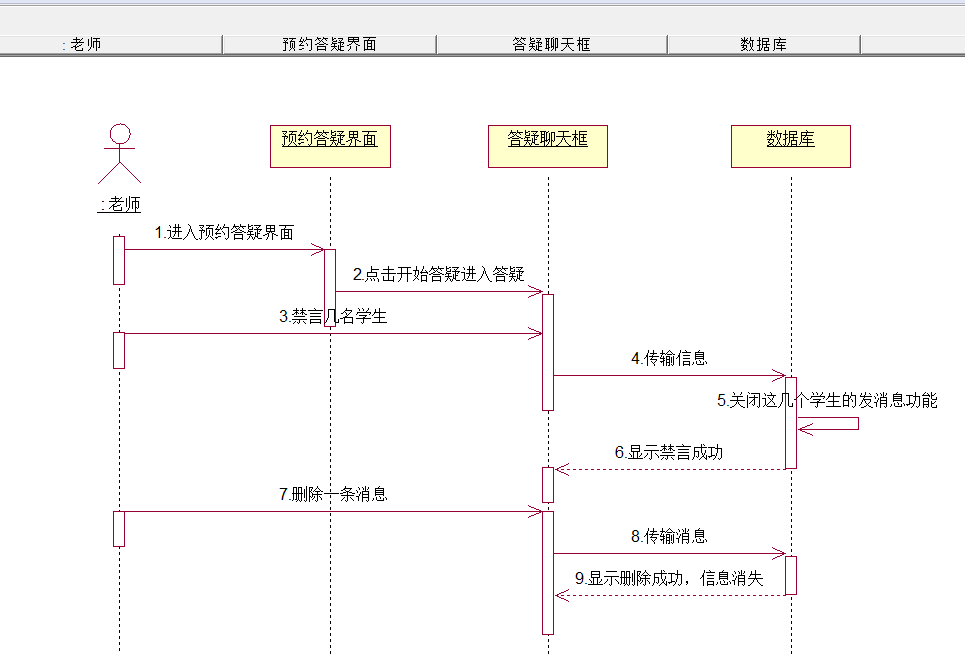 : 老师
预约答疑界面
答疑聊天框
数据库
预约答疑界面
答疑聊天框
数据库
: 老师
1.进入预约答疑界面
2.点击开始答疑进入答疑
3.禁言几名学生
4.传输信息
5.关闭这几个学生的发消息功能
6.显示禁言成功
7.删除一条消息
8.传输消息
9.显示删除成功，信息消失